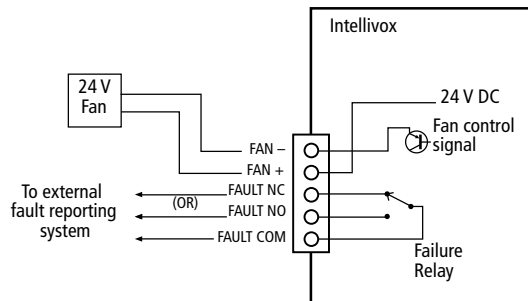 Intellivox
24 V
Fan
24 V DC
Fan control
signal
FAN –
FAN +
FAULT NC
(OR)
FAULT NO
FAULT COM
To external
fault reporting
system
Failure
Relay